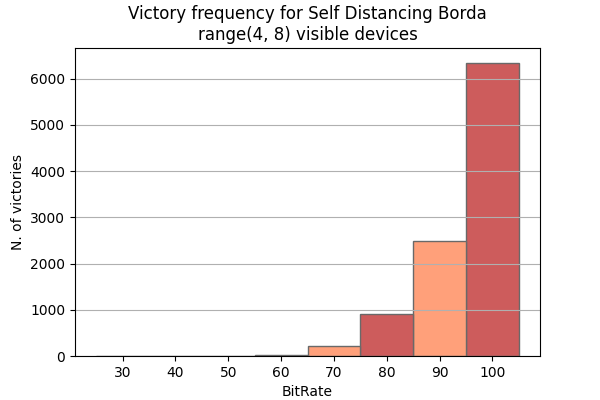 Victory frequency for Self Distancing Borda
range(4, 8) visible devices
N. of victories
6000
5000
4000
3000
2000
1000
0
30 40 50 60 70 80 90 100
BitRate